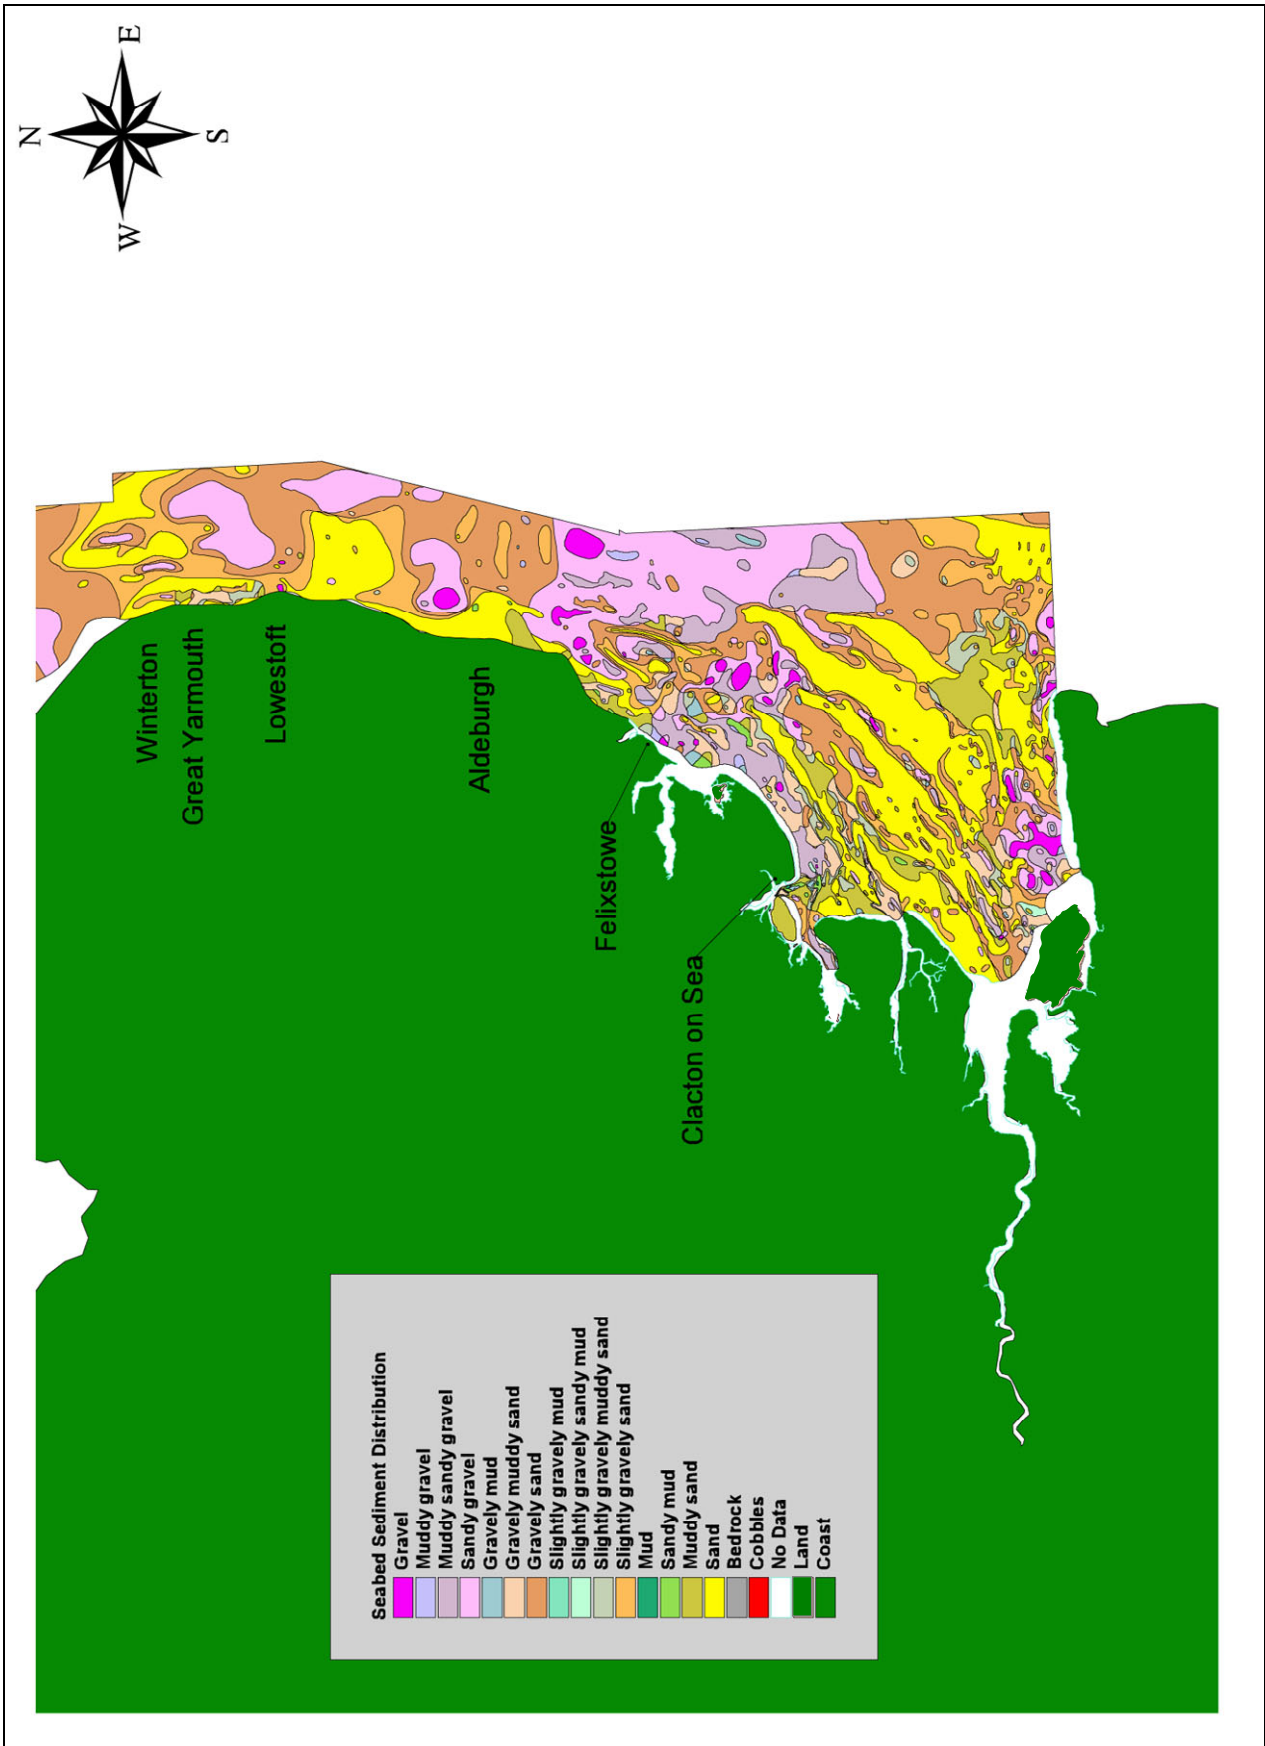 N
E
S
W
Winterton
Great Yarmouth
Lowestoft
Aldeburgh
Felixstowe
Clacton on Sea
Seabed Sediment Distribution
Gravel
Muddy gravel
Muddy sandy gravel
Sandy gravel
Gravely mud
Gravely muddy sand
Gravely sand
Slightly gravely mud
Slightly gravely sandy mud
Slightly gravely muddy sand
Slightly gravely sand
Mud
Sandy mud
Muddy sand
Sand
Bedrock
Cobbles
No Data
Land
Coast